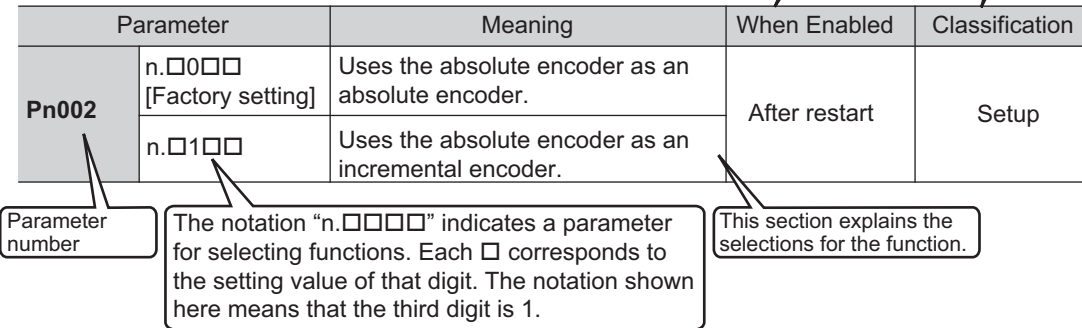 Parameter Meaning When Enabled Classification
Pn002
n.□0□□
[Factory setting]
Uses the absolute encoder as an
absolute encoder.
n.□1□□
Uses the absolute encoder as an
incremental encoder.
After restart
Setup
Parameter
number
The notation “n.□□□□” indicates a parameter
for selecting functions. Each □ corresponds to
the setting value of that digit. The notation shown
here means that the third digit is 1.
This section explains the
selections for the function.